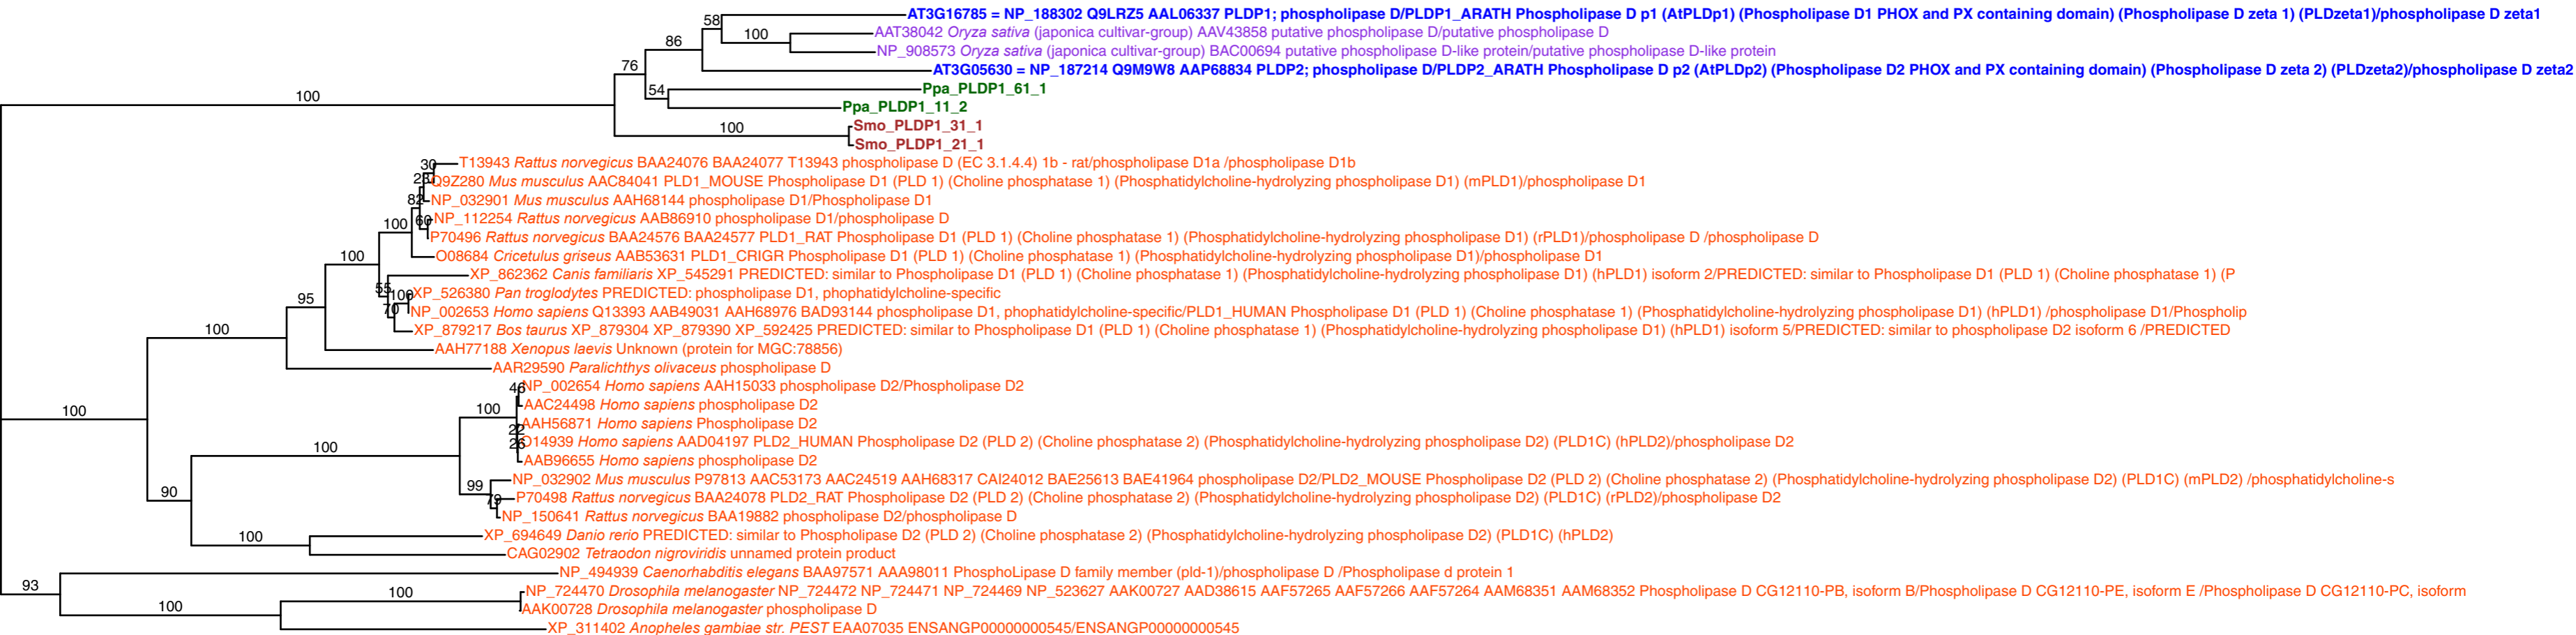 58
AT3G16785 = NP_188302 Q9LRZ5 AAL06337 PLDP1; phospholipase D/PLDP1_ARATH Phospholipase D p1 (AtPLDp1) (Phospholipase D1 PHOX and PX containing domain) (Phospholipase D zeta 1) (PLDzeta1)/phospholipase D zeta1
100
AAT38042 Oryza sativa (japonica cultivar-group) AAV43858 putative phospholipase D/putative phospholipase D
86
NP_908573 Oryza sativa (japonica cultivar-group) BAC00694 putative phospholipase D-like protein/putative phospholipase D-like protein
76
AT3G05630 = NP_187214 Q9M9W8 AAP68834 PLDP2; phospholipase D/PLDP2_ARATH Phospholipase D p2 (AtPLDp2) (Phospholipase D2 PHOX and PX containing domain) (Phospholipase D zeta 2) (PLDzeta2)/phospholipase D zeta2
54
Ppa_PLDP1_61_1
100
Ppa_PLDP1_11_2
100
Smo_PLDP1_31_1
Smo_PLDP1_21_1
30
T13943 Rattus norvegicus BAA24076 BAA24077 T13943 phospholipase D (EC 3.1.4.4) 1b - rat/phospholipase D1a /phospholipase D1b
23
Q9Z280 Mus musculus AAC84041 PLD1_MOUSE Phospholipase D1 (PLD 1) (Choline phosphatase 1) (Phosphatidylcholine-hydrolyzing phospholipase D1) (mPLD1)/phospholipase D1
82
NP_032901 Mus musculus AAH68144 phospholipase D1/Phospholipase D1
60
NP_112254 Rattus norvegicus AAB86910 phospholipase D1/phospholipase D
100
P70496 Rattus norvegicus BAA24576 BAA24577 PLD1_RAT Phospholipase D1 (PLD 1) (Choline phosphatase 1) (Phosphatidylcholine-hydrolyzing phospholipase D1) (rPLD1)/phospholipase D /phospholipase D
100
O08684 Cricetulus griseus AAB53631 PLD1_CRIGR Phospholipase D1 (PLD 1) (Choline phosphatase 1) (Phosphatidylcholine-hydrolyzing phospholipase D1)/phospholipase D1
XP_862362 Canis familiaris XP_545291 PREDICTED: similar to Phospholipase D1 (PLD 1) (Choline phosphatase 1) (Phosphatidylcholine-hydrolyzing phospholipase D1) (hPLD1) isoform 2/PREDICTED: similar to Phospholipase D1 (PLD 1) (Choline phosphatase 1) (P
55
100
XP_526380 Pan troglodytes PREDICTED: phospholipase D1, phophatidylcholine-specific
95
70
NP_002653 Homo sapiens Q13393 AAB49031 AAH68976 BAD93144 phospholipase D1, phophatidylcholine-specific/PLD1_HUMAN Phospholipase D1 (PLD 1) (Choline phosphatase 1) (Phosphatidylcholine-hydrolyzing phospholipase D1) (hPLD1) /phospholipase D1/Phospholip
100
XP_879217 Bos taurus XP_879304 XP_879390 XP_592425 PREDICTED: similar to Phospholipase D1 (PLD 1) (Choline phosphatase 1) (Phosphatidylcholine-hydrolyzing phospholipase D1) (hPLD1) isoform 5/PREDICTED: similar to phospholipase D2 isoform 6 /PREDICTED
AAH77188 Xenopus laevis Unknown (protein for MGC:78856)
AAR29590 Paralichthys olivaceus phospholipase D
46
NP_002654 Homo sapiens AAH15033 phospholipase D2/Phospholipase D2
100
100
AAC24498 Homo sapiens phospholipase D2
AAH56871 Homo sapiens Phospholipase D2
22
26
O14939 Homo sapiens AAD04197 PLD2_HUMAN Phospholipase D2 (PLD 2) (Choline phosphatase 2) (Phosphatidylcholine-hydrolyzing phospholipase D2) (PLD1C) (hPLD2)/phospholipase D2
100
AAB96655 Homo sapiens phospholipase D2
99
NP_032902 Mus musculus P97813 AAC53173 AAC24519 AAH68317 CAI24012 BAE25613 BAE41964 phospholipase D2/PLD2_MOUSE Phospholipase D2 (PLD 2) (Choline phosphatase 2) (Phosphatidylcholine-hydrolyzing phospholipase D2) (PLD1C) (mPLD2) /phosphatidylcholine-s
90
79
P70498 Rattus norvegicus BAA24078 PLD2_RAT Phospholipase D2 (PLD 2) (Choline phosphatase 2) (Phosphatidylcholine-hydrolyzing phospholipase D2) (PLD1C) (rPLD2)/phospholipase D2
NP_150641 Rattus norvegicus BAA19882 phospholipase D2/phospholipase D
100
XP_694649 Danio rerio PREDICTED: similar to Phospholipase D2 (PLD 2) (Choline phosphatase 2) (Phosphatidylcholine-hydrolyzing phospholipase D2) (PLD1C) (hPLD2)
CAG02902 Tetraodon nigroviridis unnamed protein product
93
NP_494939 Caenorhabditis elegans BAA97571 AAA98011 PhosphoLipase D family member (pld-1)/phospholipase D /Phospholipase d protein 1
100
NP_724470 Drosophila melanogaster NP_724472 NP_724471 NP_724469 NP_523627 AAK00727 AAD38615 AAF57265 AAF57266 AAF57264 AAM68351 AAM68352 Phospholipase D CG12110-PB, isoform B/Phospholipase D CG12110-PE, isoform E /Phospholipase D CG12110-PC, isoform
100
AAK00728 Drosophila melanogaster phospholipase D
XP_311402 Anopheles gambiae str. PEST EAA07035 ENSANGP00000000545/ENSANGP00000000545